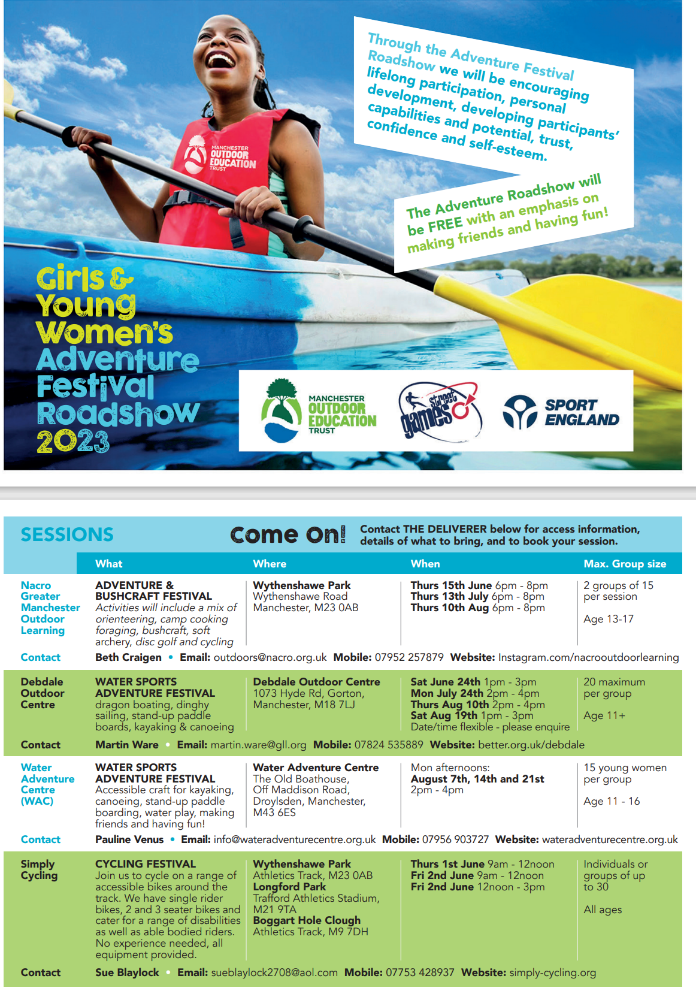 Through the Adventure Festival
Roadshow we will be encouraging
lifelong participation, personal
development, developing participants'
capabilities and potential, trust,
confidence and self-esteem.
The Adventure Roadshow will
be FREE with an emphasis on
making friends and having fun!
MANCHESTER
OUTDOOR
EDUCATION
TRUST
Girls &
Young
Women's
Adventure
Festival
Roadshow
2023
MANCHESTER
OUTDOOR
EDUCATION
TRUST
street
games
SPORT
ENGLAND
SESSIONS
Come On!
Contact THE DELIVERER below for access information,
details of what to bring, and to book your session.
What Where When Max. Group size
Nacro
Greater
Manchester
Outdoor
Learning
ADVENTURE &
BUSHCRAFT FESTIVAL
Activities will include a mix of
orienteering, camp cooking
foraging, bushcraft, soft
archery, disc golf and cycling
Wythenshawe Park
Wythenshawe Road
Manchester, M23 0AB
Thurs 15th June 6pm - 8pm
Thurs 13th July 6pm - 8pm
Thurs 10th Aug 6pm - 8pm
2 groups of 15
per session
Age 13-17
Contact Beth Craigen • Email: outdoors@nacro.org.uk Mobile: 07952 257879 Website: Instagram.com/nacrooutdoorlearning
Debdale
Outdoor
Centre
WATER SPORTS
ADVENTURE FESTIVAL
dragon boating, dinghy
sailing, stand-up paddle
boards, kayaking & canoeing
Debdale Outdoor Centre
1073 Hyde Rd, Gorton,
Manchester, M18 7LJ
Sat June 24th 1pm - 3pm
Mon July 24th 2pm - 4pm
Thurs Aug 10th 2pm - 4pm
Sat Aug 19th 1pm - 3pm
Date/time flexible - please enquire
20 maximum
per group
Age 11+
Contact Martin Ware • Email: martin.ware@gll.org Mobile: 07824 535889 Website: better.org.uk/debdale
Water
Adventure
Centre
(WAC)
WATER SPORTS
ADVENTURE FESTIVAL
Accessible craft for kayaking,
canoeing, stand-up paddle
boarding, water play, making
friends and having fun!
Water Adventure Centre
The Old Boathouse,
Off Maddison Road,
Droylsden, Manchester,
M43 6ES
Mon afternoons:
August 7th, 14th and 21st
2pm - 4pm
15 young women
per group
Age 11 - 16
Contact Pauline Venus • Email: info@wateradventurecentre.org.uk Mobile: 07956 903727 Website: wateradventurecentre.org.uk
Simply
Cycling
CYCLING FESTIVAL
Join us to cycle on a range of
accessible bikes around the
track. We have single rider
bikes, 2 and 3 seater bikes and
cater for a range of disabilities
as well as able bodied riders.
No experience needed, all
equipment provided.
Wythenshawe Park
Athletics Track, M23 0AB
Longford Park
Trafford Athletics Stadium,
M21 9TA
Boggart Hole Clough
Athletics Track, M9 7DH
Thurs 1st June 9am - 12noon
Fri 2nd June 9am - 12noon
Fri 2nd June 12noon - 3pm
Individuals or
groups of up
to 30
All ages
Contact Sue Blaylock • Email: sueblaylock2708@aol.com Mobile: 07753 428937 Website: simply-cycling.org